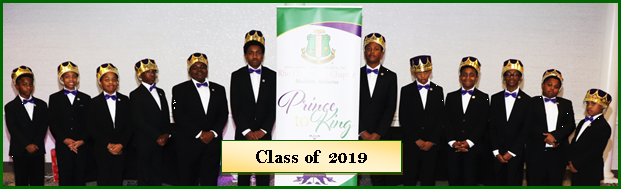 Prince
TO
King
Class of 2019